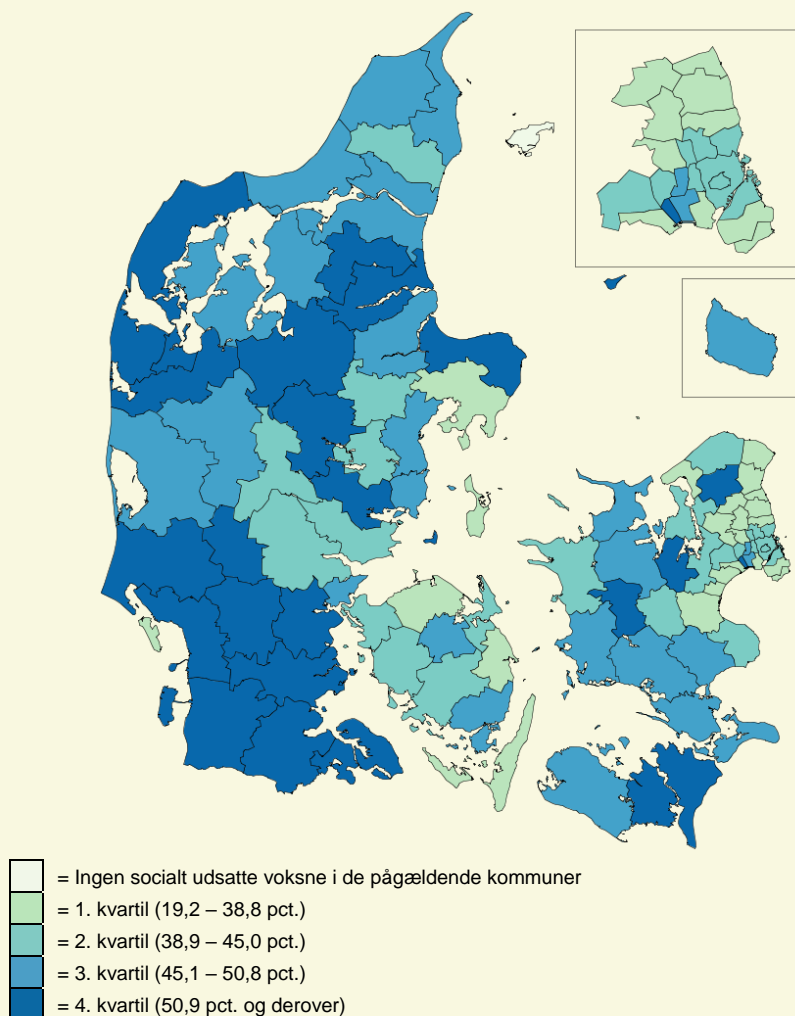 = Ingen socialt udsatte voksne i de pågældende kommuner
= 1. kvartil (19,2 – 38,8 pct.)
= 2. kvartil (38,9 – 45,0 pct.)
= 3. kvartil (45,1 – 50,8 pct.)
= 4. kvartil (50,9 pct. og derover)